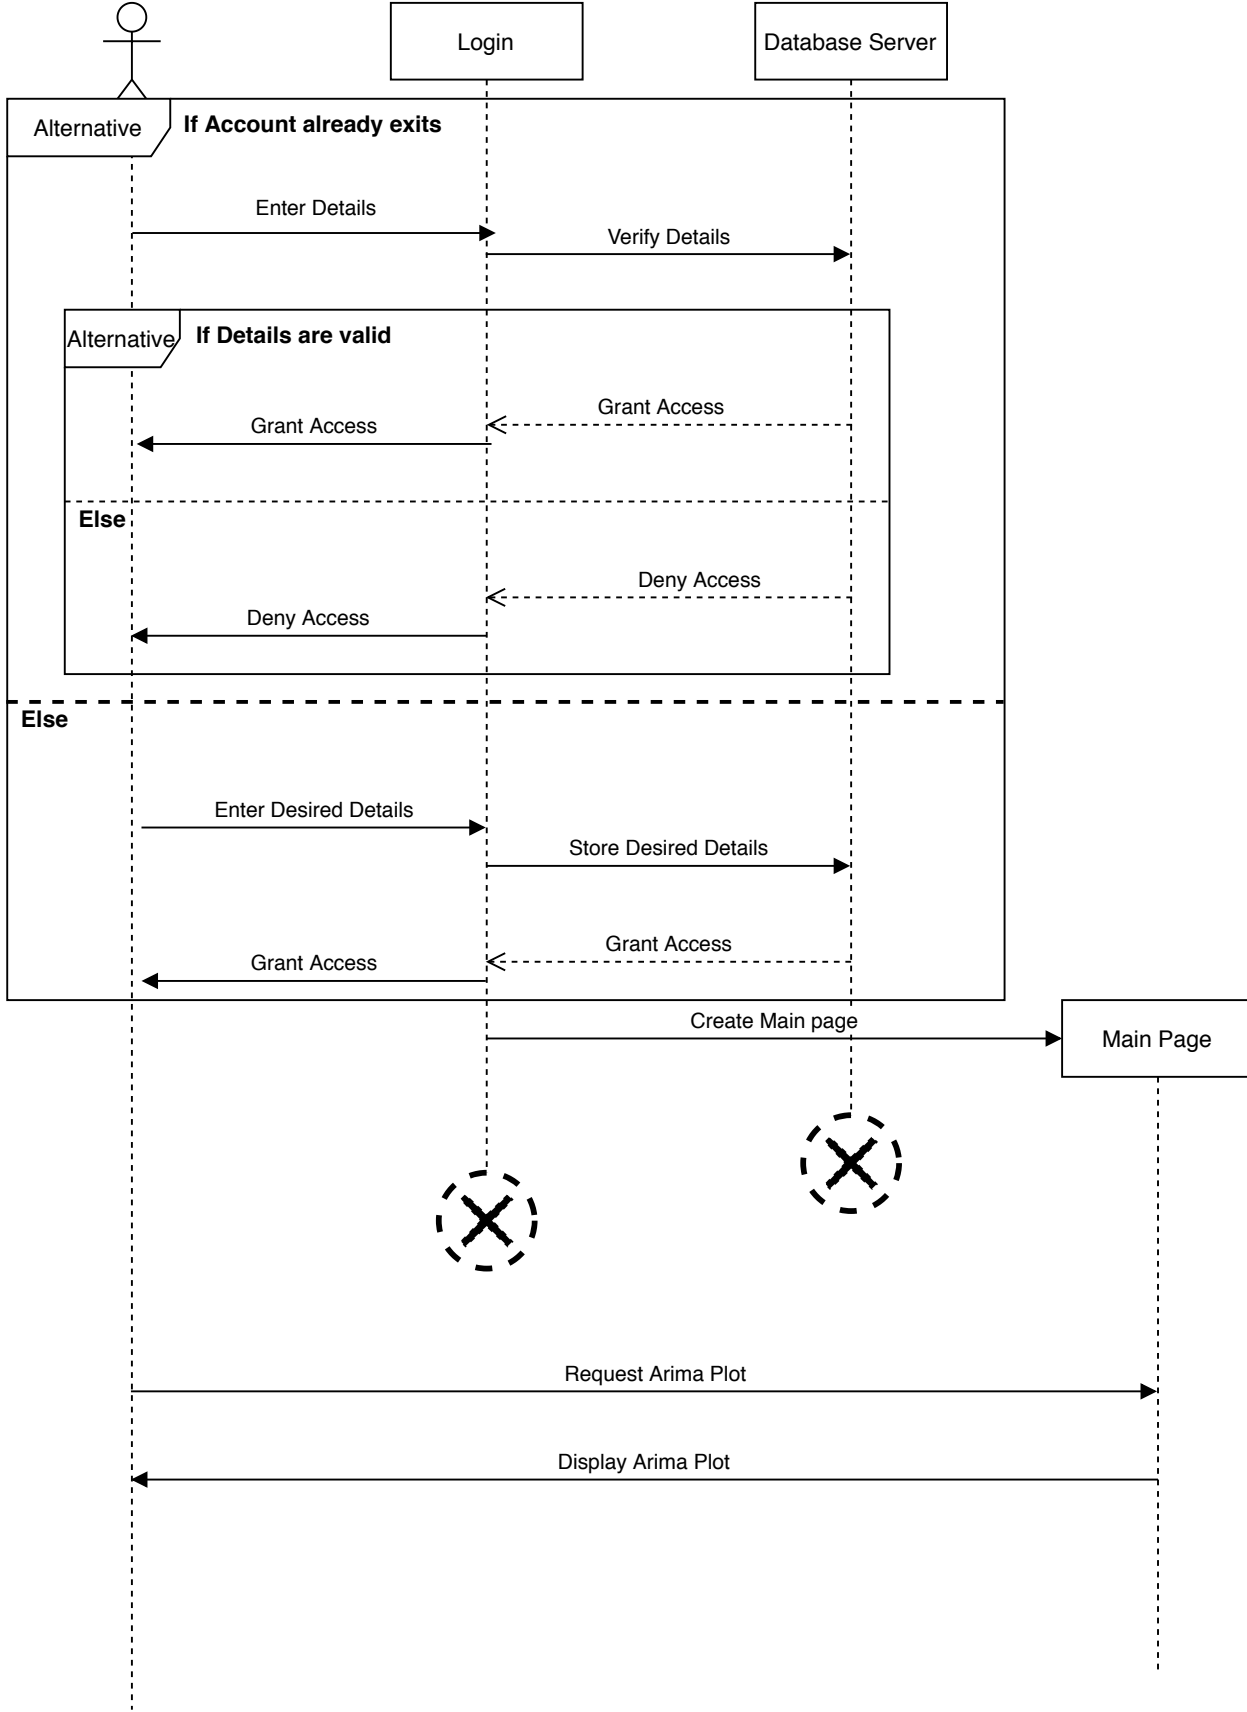 Login
Database Server
Alternative
If Account already exits
Enter Details
Verify Details
Alternative
If Details are valid
Grant Access
Grant Access
Else
Deny Access
Deny Access
Else
Enter Desired Details
Store Desired Details
Grant Access
Grant Access
Create Main page
Main Page
Request Arima Plot
Display Arima Plot